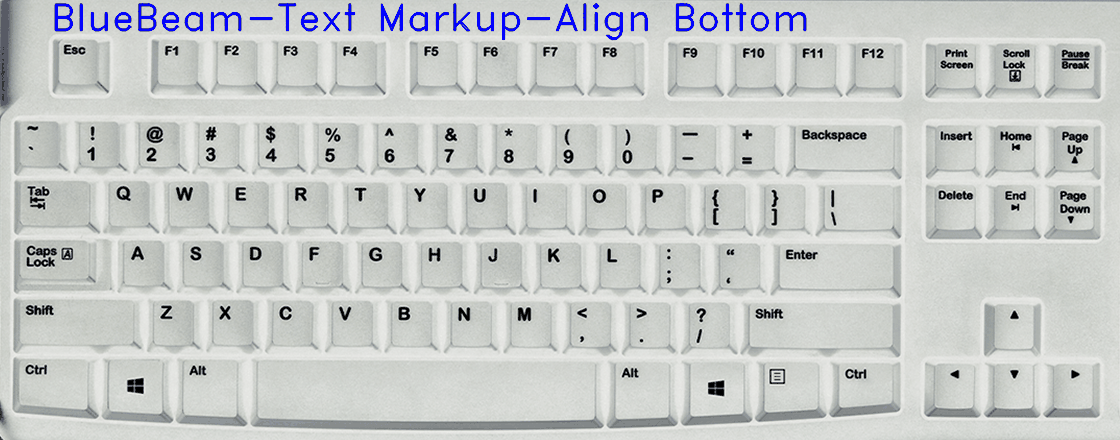 BlueBeam-Text Markup-Align Bottom
Esc F1 F2 F3 F4 F5 F6 F7 F8 F9 F10 F11 F12 Print Screen Scroll Lock Pause Break
~ ! @ # $ % ^ & * ( ) — + Backspace Insert Home Page Up
` 1 2 3 4 5 6 7 8 9 0 - =
Tab Q W E R T Y U I O P { } | Delete End Page Down
[ ] \
Caps Lock A A S D F G H J K L : “ Enter
; ‘
Shift Z X C V B N M < > ? Shift
, . /
Ctrl Alt Alt Ctrl